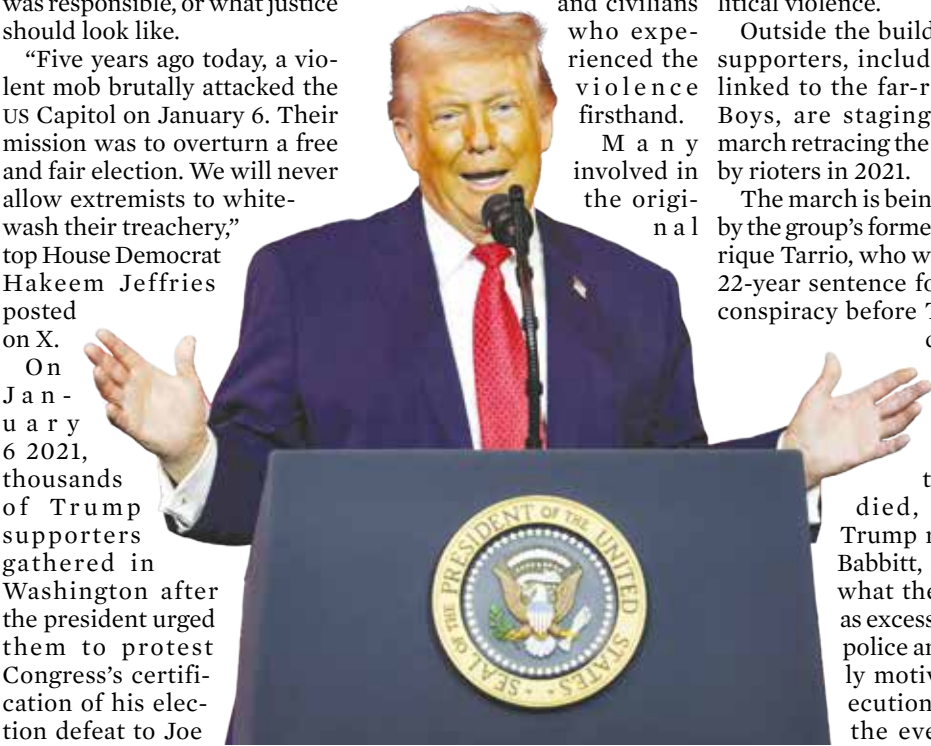 was responsible, or what justice
should look like.
“Five years ago today, a vio-
lent mob brutally attacked the
US Capitol on January 6. Their
mission was to overturn a free
and fair election. We will never
allow extremists to white-
wash their treachery,”
top House Democrat
Hakeem Jeffries
posted
on X.
On
Jan-
uary
6 2021,
thousands
of Trump
supporters
gathered in
Washington after
the president urged
them to protest
Congress’s certifi-
cation of his elec-
tion defeat to Joe
and civilians
who expe-
rienced the
violence
firsthand.
Many
involved in
the origi-
nal
litical violence.
Outside the build
supporters, includ
linked to the far-r
Boys, are staging
march retracing the
by rioters in 2021.
The march is bein
by the group’s forme
rique Tarrio, who w
22-year sentence fo
conspiracy before T
t
died,
Trump
Babbitt,
what the
as excess
police an
ly motiv
ecution
the eve
SEAL OF THE PRESIDENT OF THE UNITED STATES